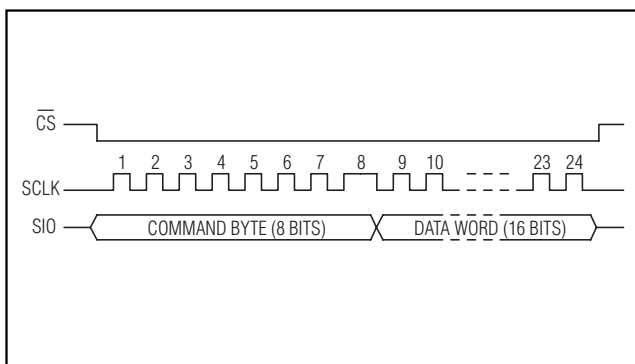 C̅S̅
1 2 3 4 5 6 7 8 9 10 23 24
SCLK
SIO COMMAND BYTE (8 BITS) DATA WORD (16 BITS)